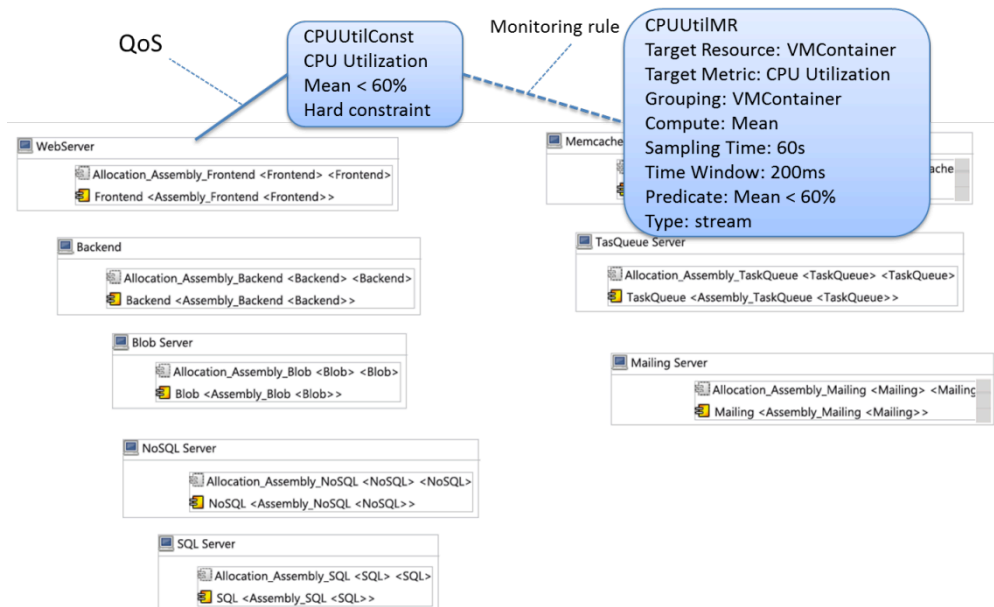 QoS
CPUUtilConst
CPU Utilization
Mean < 60%
Hard constraint
Monitoring rule
CPUUtilMR
Target Resource: VMContainer
Target Metric: CPU Utilization
Grouping: VMContainer
Compute: Mean
Sampling Time: 60s
Time Window: 200ms
Predicate: Mean < 60%
Type: stream
WebServer
Allocation_Assembly_Frontend <Frontend> <Frontend>
Frontend <Assembly_Frontend <Frontend>>
Memcache
ache
Backend
Allocation_Assembly_Backend <Backend> <Backend>
Backend <Assembly_Backend <Backend>>
TasQueue Server
Allocation_Assembly_TaskQueue <TaskQueue> <TaskQueue>
TaskQueue <Assembly_TaskQueue <TaskQueue>>
Blob Server
Allocation_Assembly_Blob <Blob> <Blob>
Blob <Assembly_Blob <Blob>>
Mailing Server
Allocation_Assembly_Mailing <Mailing> <Mailing
Mailing <Assembly_Mailing <Mailing>>
NoSQL Server
Allocation_Assembly_NoSQL <NoSQL> <NoSQL>
NoSQL <Assembly_NoSQL <NoSQL>>
SQL Server
Allocation_Assembly_SQL <SQL> <SQL>
SQL <Assembly_SQL <SQL>>